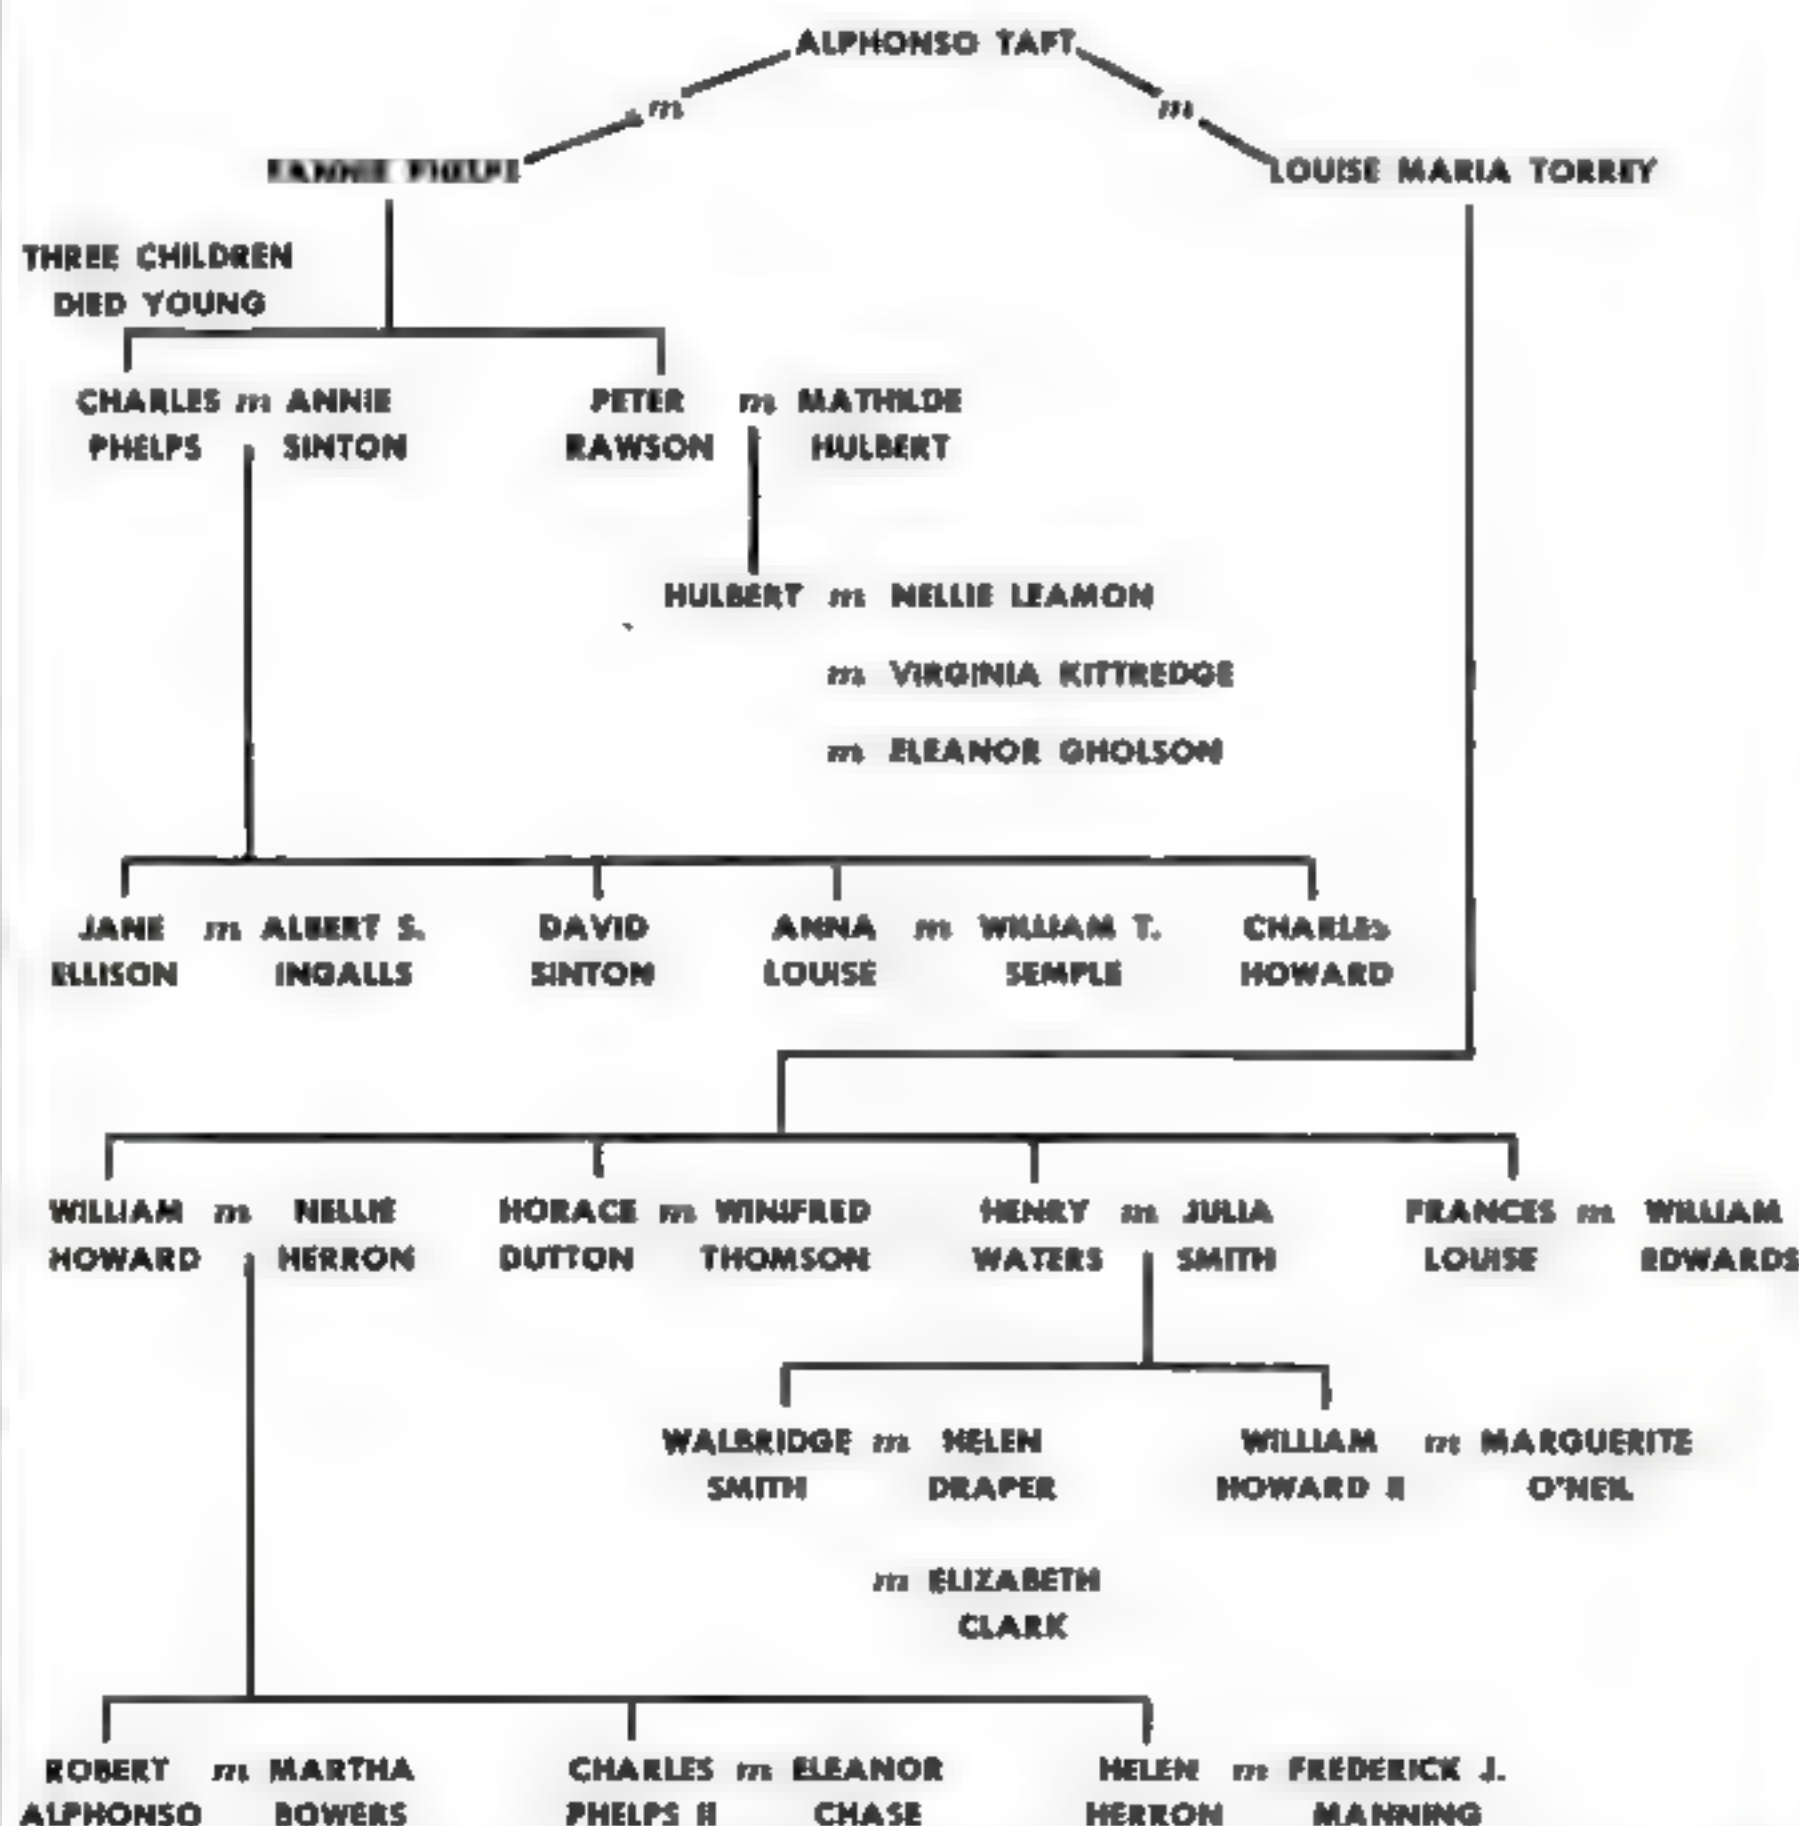 ALPHONSO TAFT
m m
FANNIE PHELPS LOUISE MARIA TORREY
THREE CHILDREN
DIED YOUNG
CHARLES m ANNIE PETER m MATHILDE
PHELPS SINTON RAWSON HULBERT
HULBERT m NELLIE LEAMON
m VIRGINIA KITTREDGE
m ELEANOR GHOLSON
JANE m ALBERT S. DAVID ANNA m WILLIAM T. CHARLES
ELLISON INGALLS SINTON LOUISE SEMPLE HOWARD
WILLIAM m NELLIE HORACE m WINIFRED HENRY m JULIA FRANCES m WILLIAM
HOWARD HERRON DUTTON THOMSON WATERS SMITH LOUISE EDWARDS
WALBRIDGE m HELEN WILLIAM m MARGUERITE
SMITH DRAPER HOWARD II O'NEIL
m ELIZABETH
CLARK
ROBERT m MARTHA CHARLES m ELEANOR HELEN m FREDERICK J.
ALPHONSO BOWERS PHELPS II CHASE HERRON MANNING